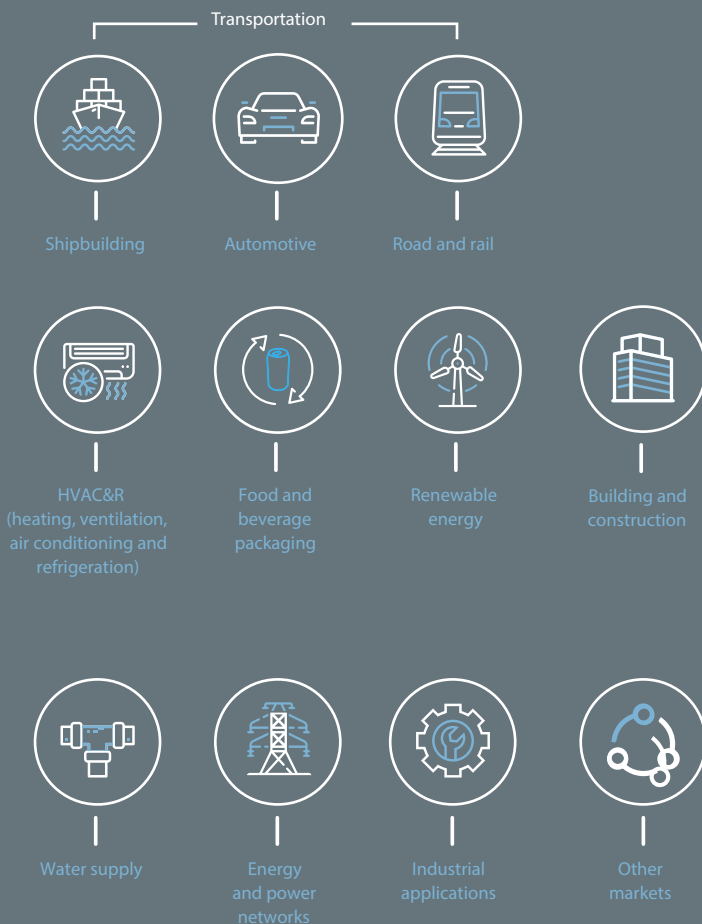 Transportation
Shipbuilding
Automotive
Road and rail
HVAC&R
(heating, ventilation,
air conditioning and
refrigeration)
Food and
beverage
packaging
Renewable
energy
Building and
construction
Water supply
Energy
and power
networks
Industrial
applications
Other
markets